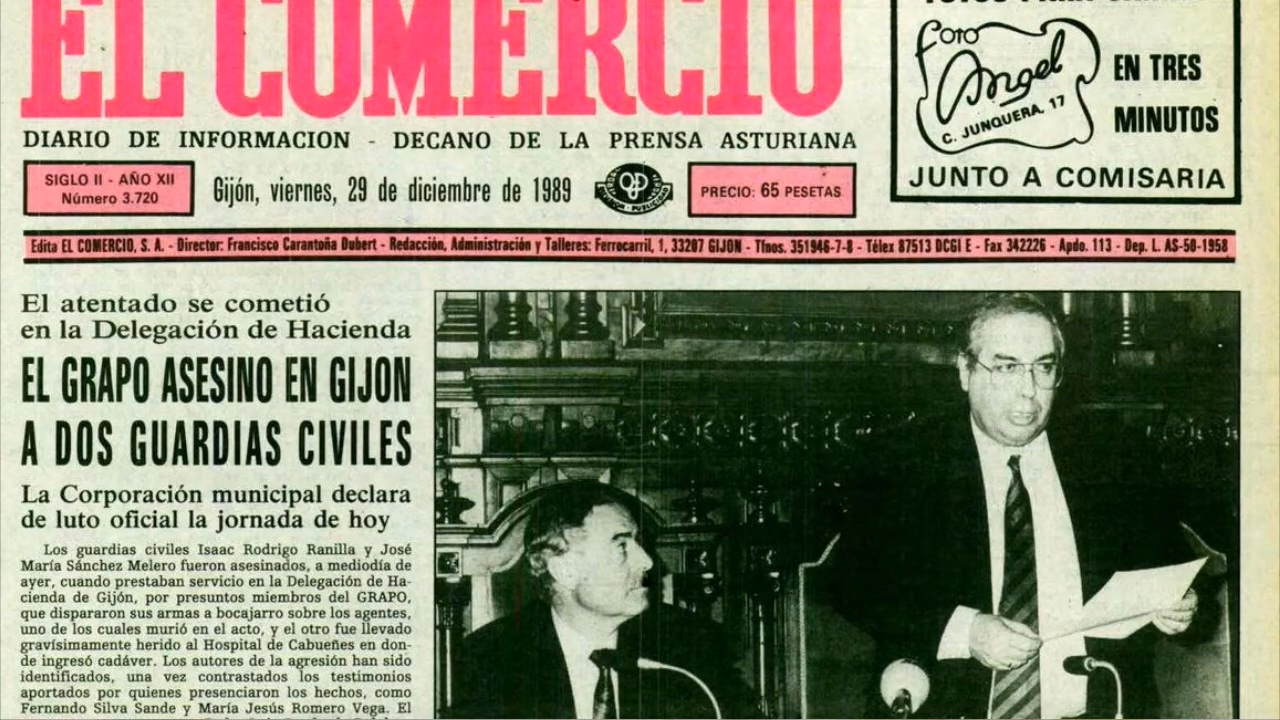 EL COMERCIO
DIARIO DE INFORMACION - DECANO DE LA PRENSA ASTURIANA
SIGLO II - AÑO XII
Número 3.720
Gijón, viernes, 29 de diciembre de 1989
OJD
PRECIO: 65 PESETAS
foto
Angel
C. JUNQUERA, 17
EN TRES
MINUTOS
JUNTO A COMISARIA
Edita EL COMERCIO, S. A. - Director: Francisco Carantoña Dubert - Redacción, Administración y Talleres: Ferrocarril, 1, 33207 GIJON - Tfnos. 351946-7-8 - Télex 87513 DCGI E - Fax 342226 - Apdo. 113 - Dep. L. AS-50-1958
El atentado se cometió
en la Delegación de Hacienda
EL GRAPO ASESINO EN GIJON
A DOS GUARDIAS CIVILES
La Corporación municipal declara
de luto oficial la jornada de hoy
Los guardias civiles Isaac Rodrigo Ranilla y José
María Sánchez Melero fueron asesinados, a mediodía de
ayer, cuando prestaban servicio en la Delegación de Ha-
cienda de Gijón, por presuntos miembros del GRAPO,
que dispararon sus armas a bocajarro sobre los agentes,
uno de los cuales murió en el acto, y el otro fue llevado
gravísimamente herido al Hospital de Cabueñes en don-
de ingresó cadáver. Los autores de la agresión han sido
identificados, una vez contrastados los testimonios
aportados por quienes presenciaron los hechos, como
Fernando Silva Sande y María Jesús Romero Vega. El